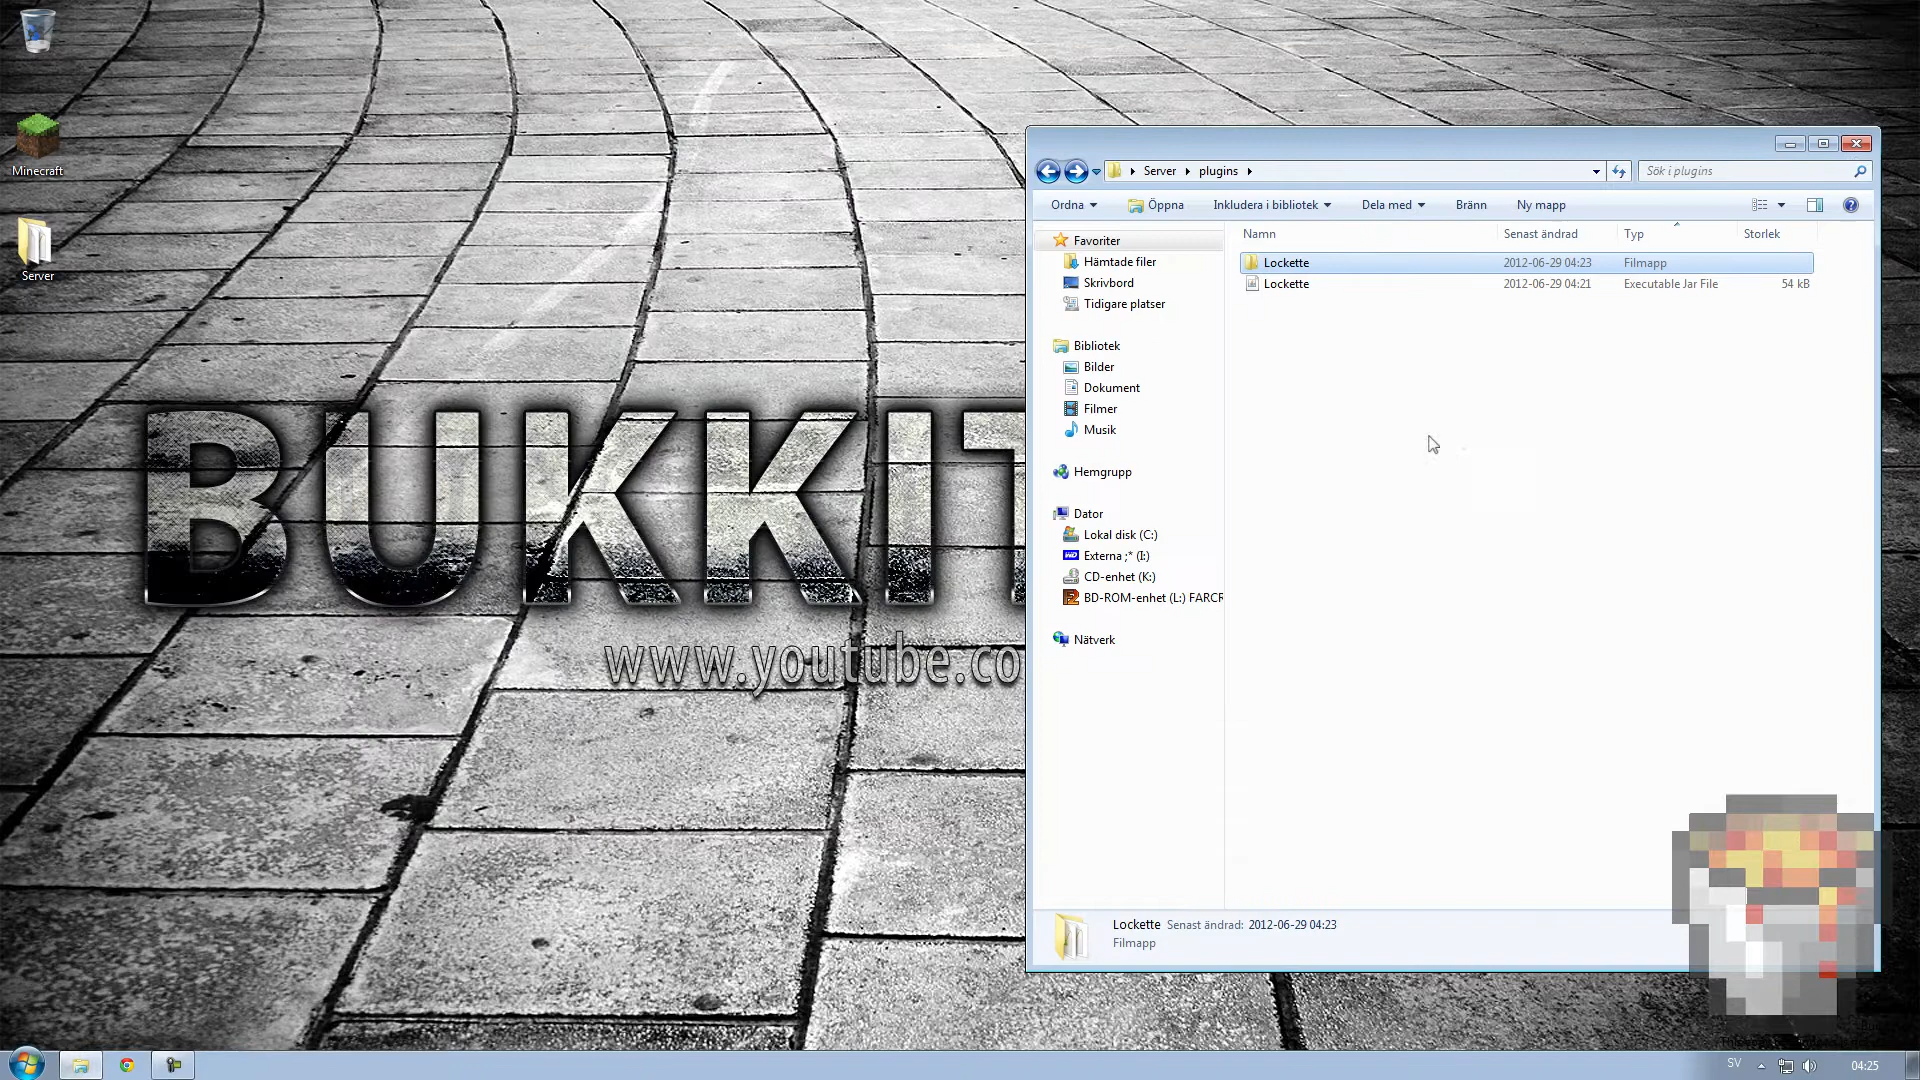 Minecraft
Server
BUKKIT
www.youtube.co
Server plugins
Sök i plugins
Ordna Öppna Inkludera i bibliotek Dela med Bränn Ny mapp
Namn Senast ändrad Typ Storlek
Lockette 2012-06-29 04:23 Filmapp
Lockette 2012-06-29 04:21 Executable Jar File 54 kB
Favoriter
Hämtade filer
Skrivbord
Tidigare platser
Bibliotek
Bilder
Dokument
Filmer
Musik
Hemgrupp
Dator
Lokal disk (C:)
Externa ;* (I:)
CD-enhet (K:)
BD-ROM-enhet (L:) FARCR
Nätverk
Lockette Senast ändrad: 2012-06-29 04:23
Filmapp
SV
04:25